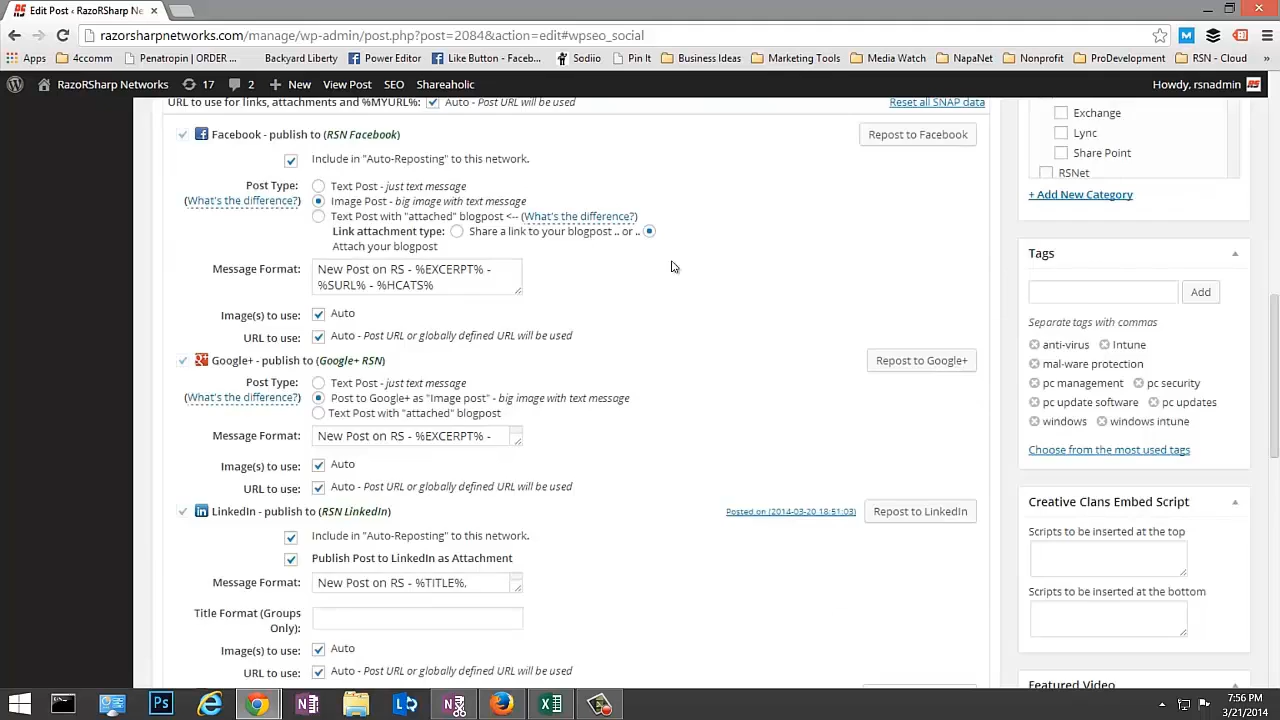 Edit Post ‹ RazoRSharp Ne
razorsharpnetworks.com/manage/wp-admin/post.php?post=2084&action=edit#wpseo_social
Apps 4ccomm Penatropin | ORDER ... Backyard Liberty Power Editor Like Button - Faceb... Sodiio Pin It Business Ideas Marketing Tools Media Watch NapaNet Nonprofit ProDevelopment RSN - Cloud »
RazoRSharp Networks 17 2 + New View Post SEO Shareaholic Howdy, rsnadmin
URL to use for links, attachments and %MYURL%: Auto - Post URL will be used Reset all SNAP data
Facebook - publish to (RSN Facebook) Repost to Facebook
Include in "Auto-Reposting" to this network.
Post Type: Text Post - just text message
(What's the difference?) Image Post - big image with text message
Text Post with "attached" blogpost <-- (What's the difference?)
Link attachment type: Share a link to your blogpost .. or ..
Attach your blogpost
Message Format: New Post on RS - %EXCERPT% -
%SURL% - %HCATS%
Image(s) to use: Auto
URL to use: Auto - Post URL or globally defined URL will be used
Google+ - publish to (Google+ RSN) Repost to Google+
Post Type: Text Post - just text message
(What's the difference?) Post to Google+ as "Image post" - big image with text message
Text Post with "attached" blogpost
Message Format: New Post on RS - %EXCERPT% -
Image(s) to use: Auto
URL to use: Auto - Post URL or globally defined URL will be used
LinkedIn - publish to (RSN LinkedIn) Posted on (2014-03-20 18:51:03) Repost to LinkedIn
Include in "Auto-Reposting" to this network.
Publish Post to LinkedIn as Attachment
Message Format: New Post on RS - %TITLE%,
Title Format (Groups
Only):
Image(s) to use: Auto
URL to use: Auto - Post URL or globally defined URL will be used
Exchange
Lync
Share Point
RSNet
+ Add New Category
Tags
Add
Separate tags with commas
anti-virus Intune
mal-ware protection
pc management pc security
pc update software pc updates
windows windows intune
Choose from the most used tags
Creative Clans Embed Script
Scripts to be inserted at the top
Scripts to be inserted at the bottom
Featured Video
7:56 PM
3/21/2014